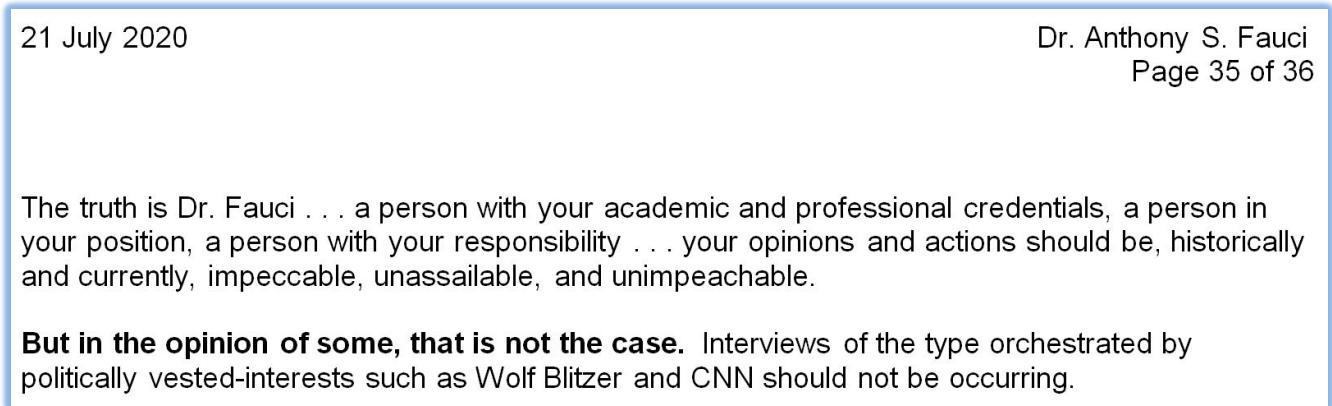 21 July 2020 Dr. Anthony S. Fauci
Page 35 of 36
The truth is Dr. Fauci . . . a person with your academic and professional credentials, a person in
your position, a person with your responsibility . . . your opinions and actions should be, historically
and currently, impeccable, unassailable, and unimpeachable.
But in the opinion of some, that is not the case. Interviews of the type orchestrated by
politically vested-interests such as Wolf Blitzer and CNN should not be occurring.